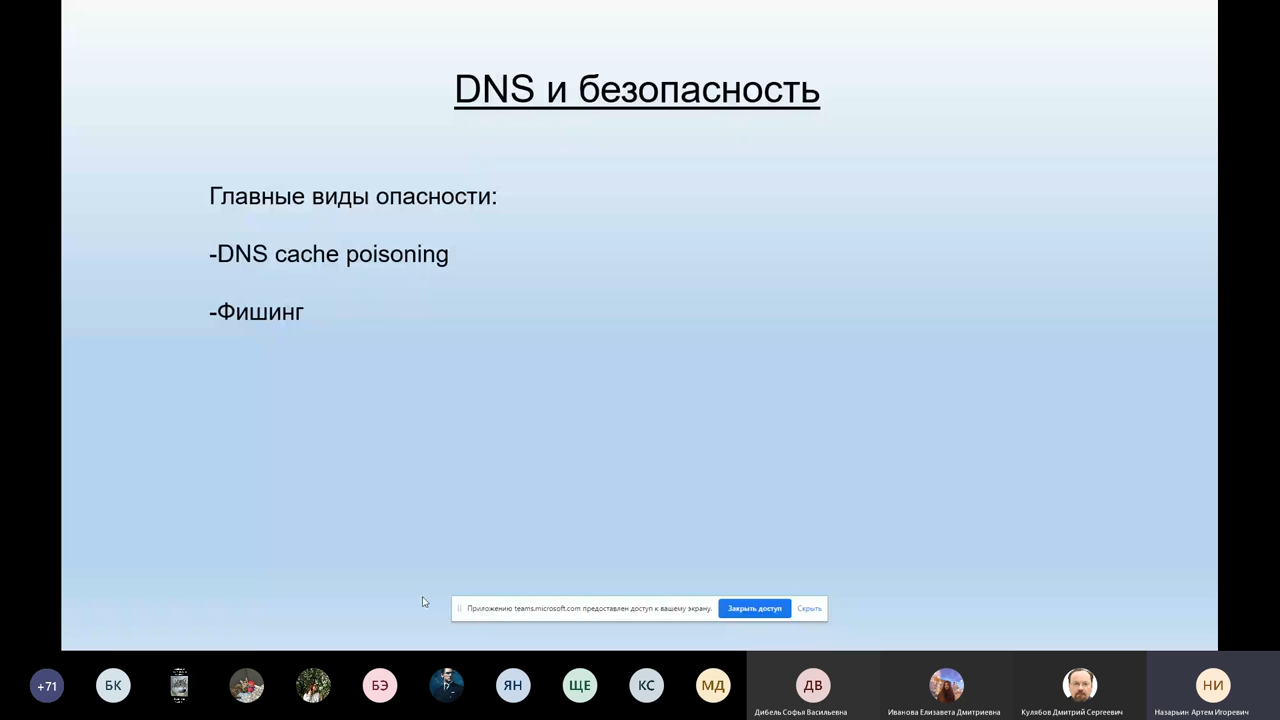 DNS и безопасность
Главные виды опасности:
-DNS cache poisoning
-Фишинг
Приложению teams.microsoft.com предоставлен доступ к вашему экрану.
Закрыть доступ
Скрыть
+71
БК
БЭ
ЯН
ЩЕ
КС
МД
ДВ
НИ
Дибель Софья Васильевна
Иванова Елизавета Дмитриевна
Кулябов Дмитрий Сергеевич
Назарьин Артем Игоревич